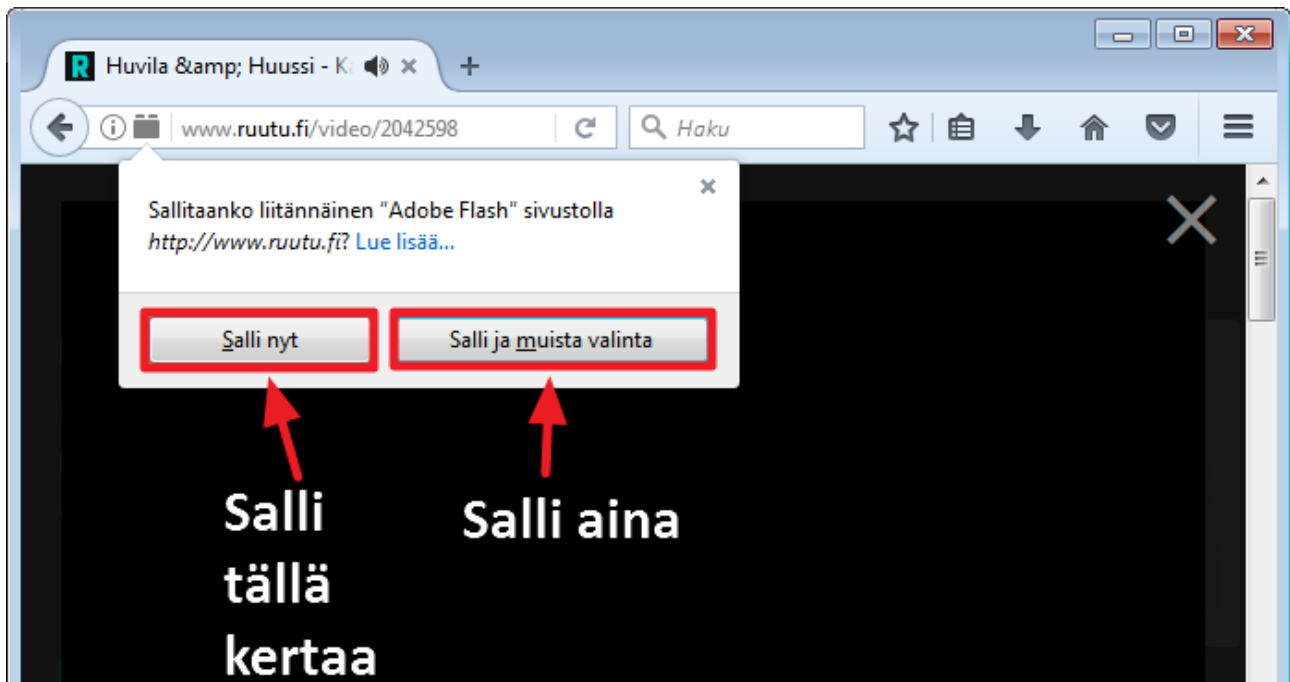 Huvila &amp; Huussi - Ka
www.ruutu.fi/video/2042598
Haku
Sallitaanko liitännäinen “Adobe Flash” sivustolla
http://www.ruutu.fi? Lue lisää...
Salli nyt
Salli ja muista valinta
Salli
tällä
kertaa
Salli aina